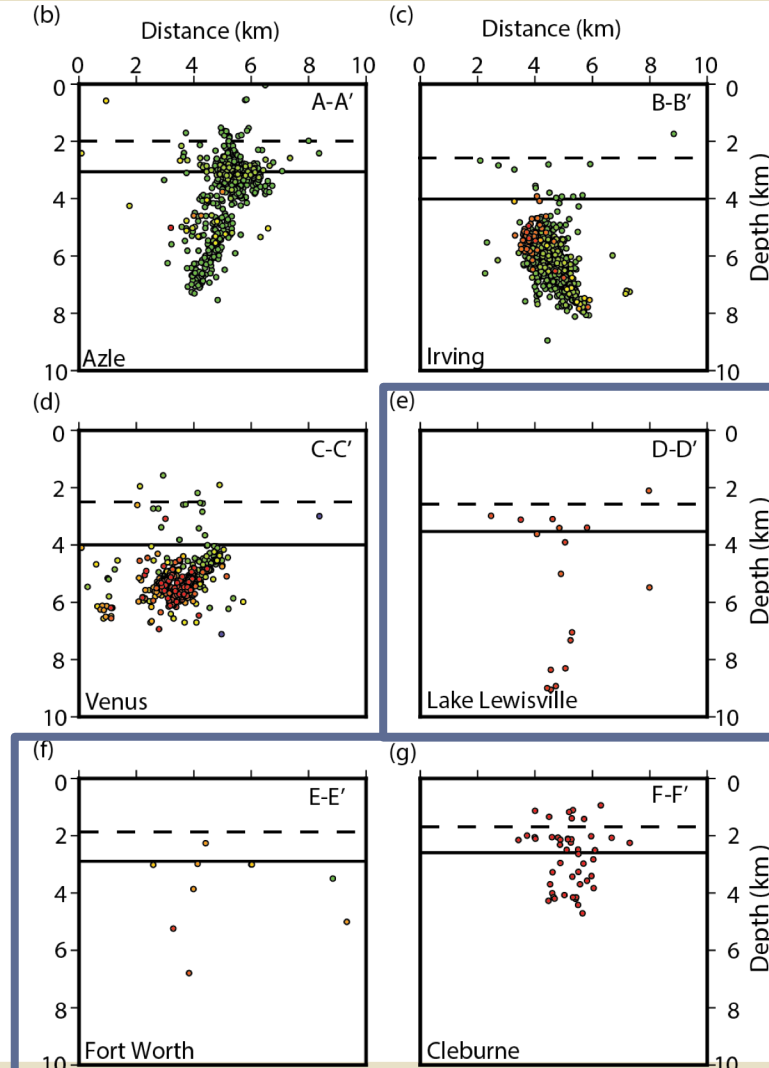 (b)
Distance (km)
0 2 4 6 8 10
A-A’
0
2
4
6
8
10
Azle
(c)
Distance (km)
0 2 4 6 8 10
B-B’
0
2
4
6
8
10
Depth (km)
Irving
(d)
C-C’
0
2
4
6
8
10
Venus
(e)
D-D’
0
2
4
6
8
10
Depth (km)
Lake Lewisville
(f)
E-E’
0
2
4
6
8
10
Fort Worth
(g)
F-F’
0
2
4
6
8
10
Depth (km)
Cleburne